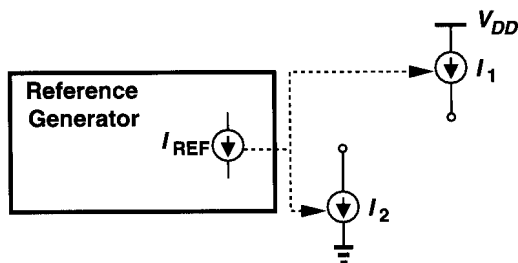 V_DD
I_1
Reference
Generator
I_REF
I_2